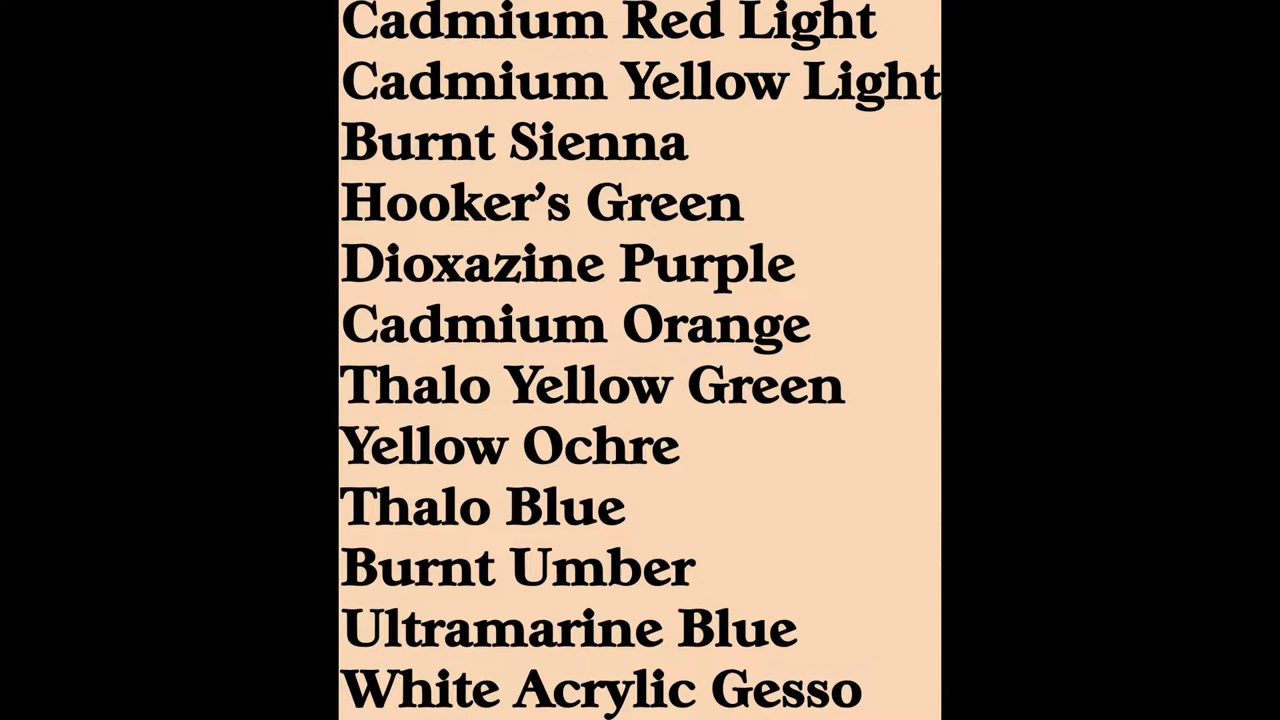 Cadmium Red Light
Cadmium Yellow Light
Burnt Sienna
Hooker’s Green
Dioxazine Purple
Cadmium Orange
Thalo Yellow Green
Yellow Ochre
Thalo Blue
Burnt Umber
Ultramarine Blue
White Acrylic Gesso